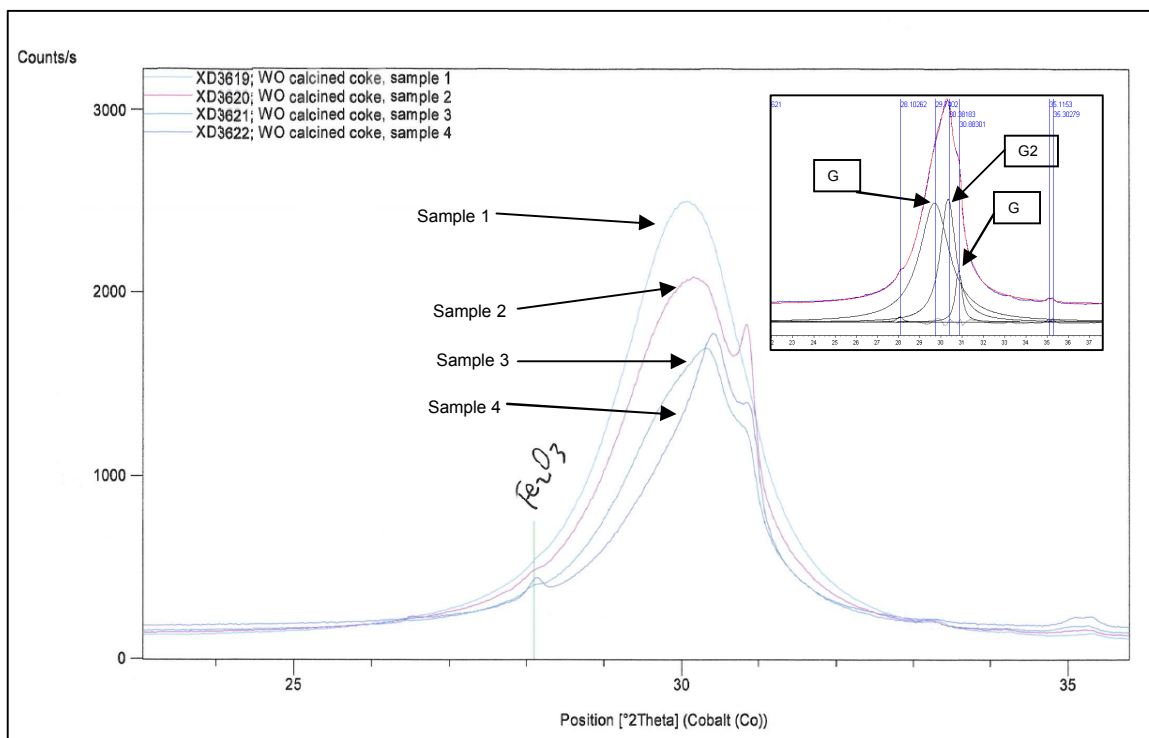 Counts/s
XD3619; WO calcined coke, sample 1
XD3620; WO calcined coke, sample 2
XD3621; WO calcined coke, sample 3
XD3622; WO calcined coke, sample 4
3000
2000
1000
0
Sample 1
Sample 2
Sample 3
Sample 4
Fe₂O₃
25
30
35
Position [°2Theta] (Cobalt (Co))
621
28.10262
35.1153
30.38183
35.30279
30.88301
G
G2
G
23 24 25 26 27 28 29 30 31 32 33 34 35 36 37